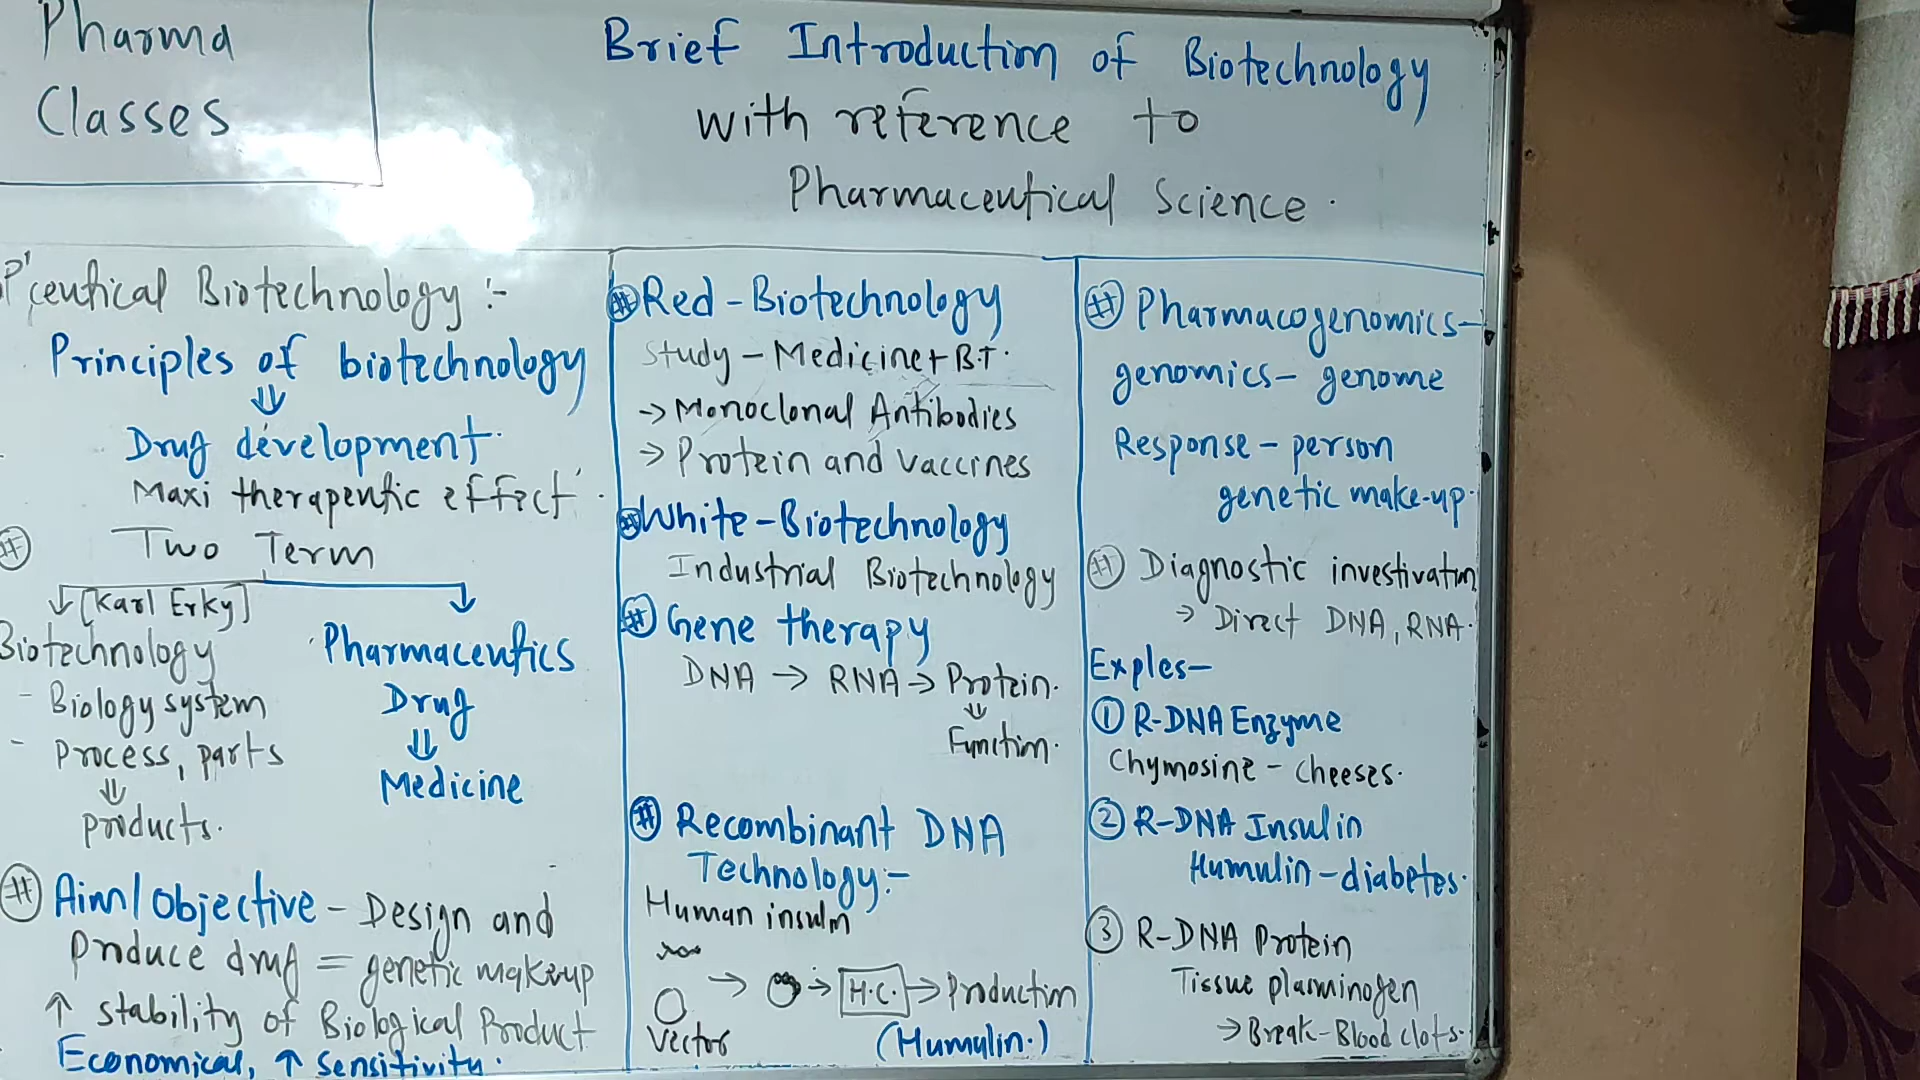 Pharma
Classes
Brief Introduction of Biotechnology
with reference to
Pharmaceutical Science.
P'ceutical Biotechnology :-
Principles of biotechnology
⇓
Drug development.
Maxi therapeutic effect.
# Two Term
↓ [Karl Erky] ↓
Biotechnology
- Biology system
- Process, parts
⇓
products.
Pharmaceutics
Drug
⇓
Medicine
# Aim/Objective - Design and
produce drug = genetic makeup
↑ stability of Biological Product
Economical, ↑ sensitivity.
# Red-Biotechnology
Study - Medicine + B.T.
→ Monoclonal Antibodies
→ Protein and vaccines
# White-Biotechnology
Industrial Biotechnology
# Gene therapy
DNA → RNA → Protein.
⇓
Function.
# Recombinant DNA
Technology:-
Human insuln
→ → [H.C.] → Production
Vector (Humulin.)
# Pharmacogenomics-
genomics- genome
Response - person
genetic make-up.
# Diagnostic investivation
→ Direct DNA, RNA.
Exples-
① R-DNA Enzyme
Chymosine - cheeses.
② R-DNA Insulin
Humulin - diabetes.
③ R-DNA Protein
Tissue plasminogen
→ Break-Blood clots.